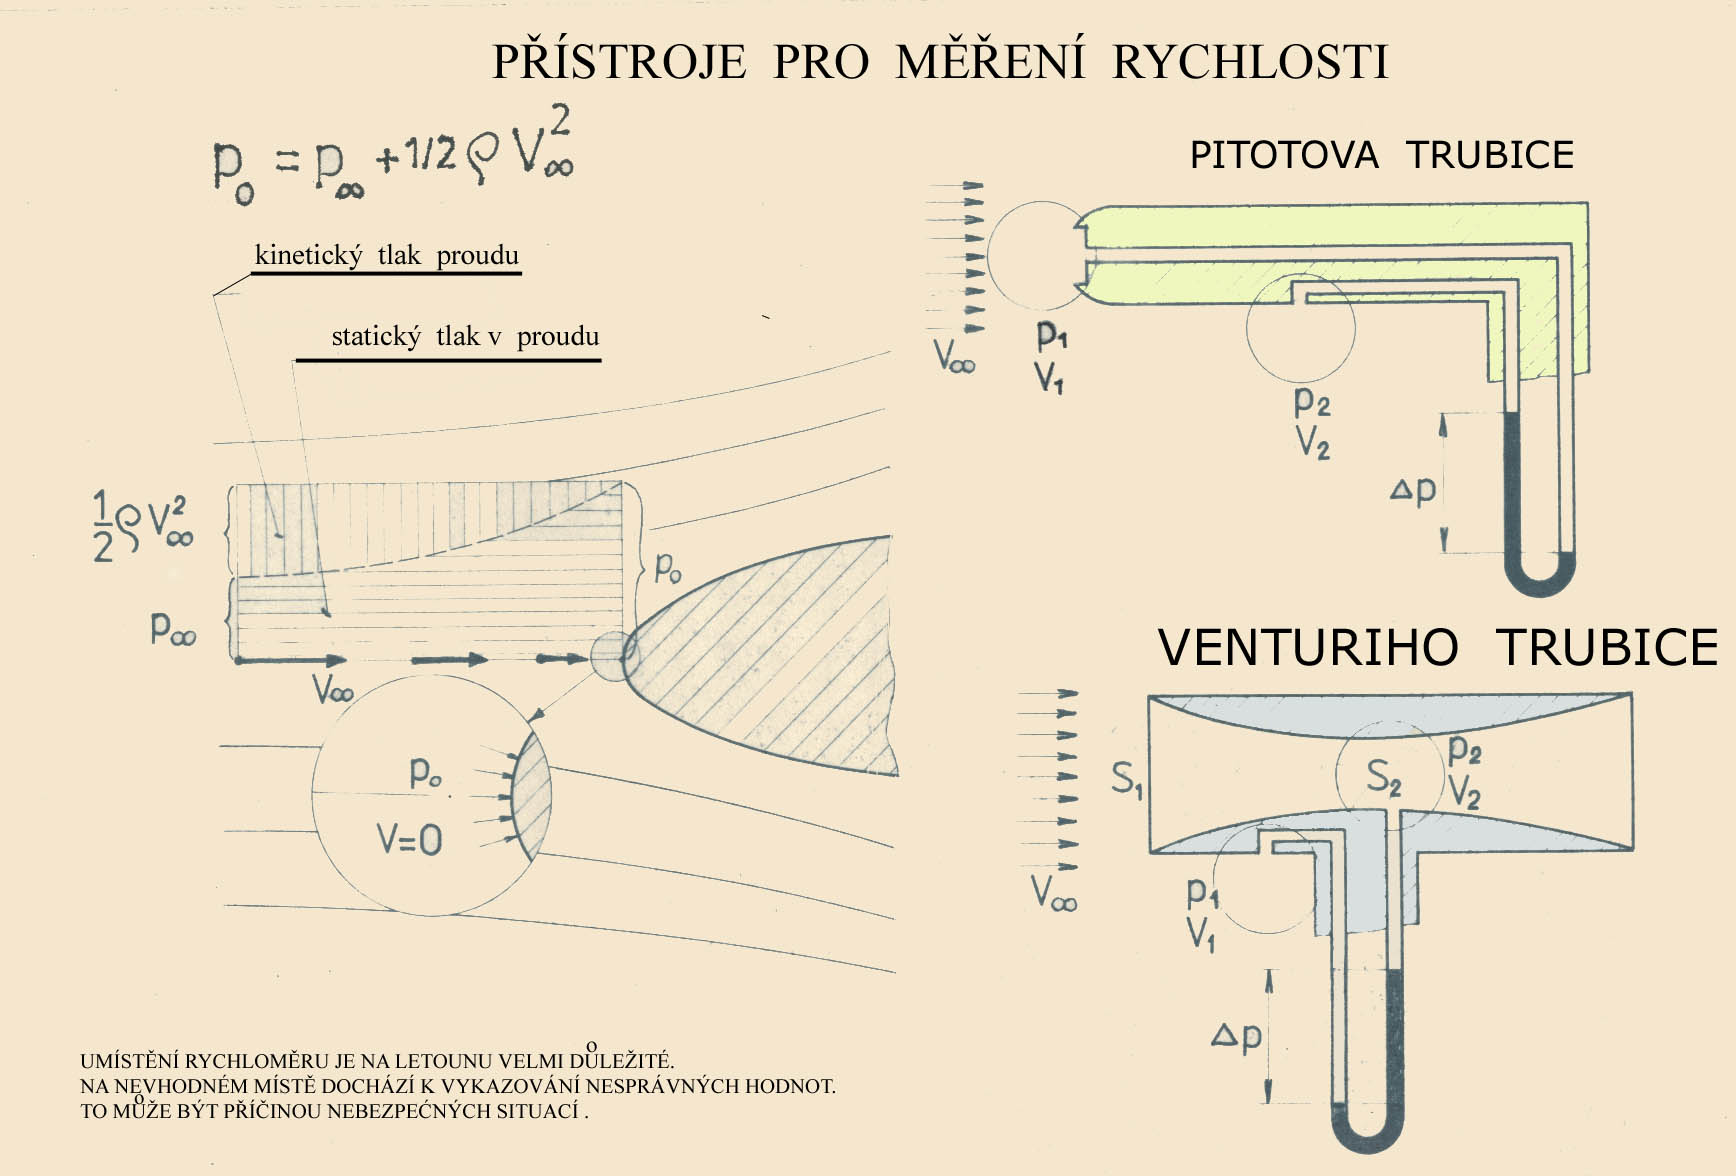 PŘÍSTROJE PRO MĚŘENÍ RYCHLOSTI
p₀ = p∞ + 1/2 ρ V∞²
kinetický tlak proudu
statický tlak v proudu
½ ρ V∞²
p∞
p₀
V∞
p₀
V=0
PITOTOVA TRUBICE
V∞
p₁
V₁
p₂
V₂
Δp
VENTURIHO TRUBICE
S₁
S₂
p₂
V₂
V∞
p₁
V₁
Δp
UMÍSTĚNÍ RYCHLOMĚRU JE NA LETOUNU VELMI DŮLEŽITÉ.
NA NEVHODNÉM MÍSTĚ DOCHÁZÍ K VYKAZOVÁNÍ NESPRÁVNÝCH HODNOT.
TO MŮŽE BÝT PŘÍČINOU NEBEZPEĆNÝCH SITUACÍ .